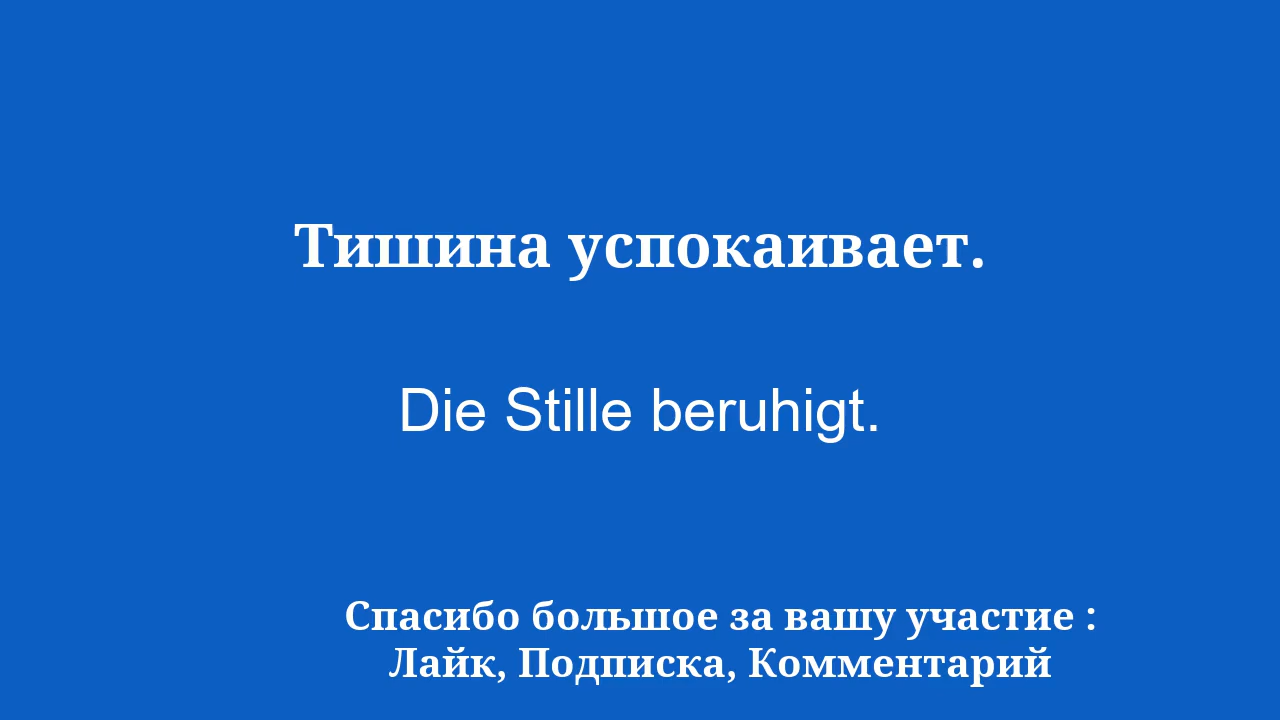 Тишина успокаивает.
Die Stille beruhigt.
Спасибо большое за вашу участие :
Лайк, Подписка, Комментарий